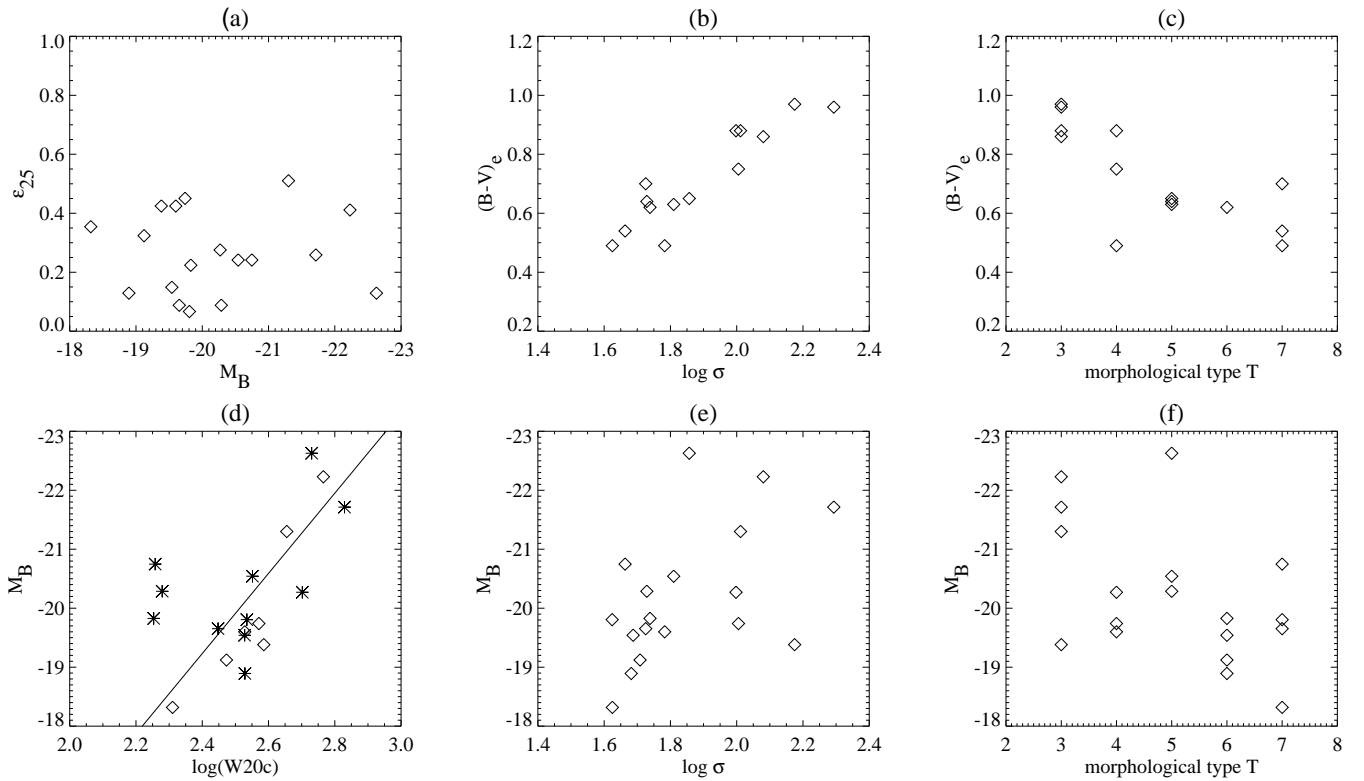 (a)
1.0
0.8
0.6
0.4
0.2
0.0
ε25
-18 -19 -20 -21 -22 -23
M_B
(b)
1.2
1.0
0.8
0.6
0.4
0.2
(B-V)_e
1.4 1.6 1.8 2.0 2.2 2.4
log σ
(c)
1.2
1.0
0.8
0.6
0.4
0.2
(B-V)_e
2 3 4 5 6 7 8
morphological type T
(d)
-23
-22
-21
-20
-19
-18
M_B
2.0 2.2 2.4 2.6 2.8 3.0
log(W20c)
(e)
-23
-22
-21
-20
-19
-18
M_B
1.4 1.6 1.8 2.0 2.2 2.4
log σ
(f)
-23
-22
-21
-20
-19
-18
M_B
2 3 4 5 6 7 8
morphological type T